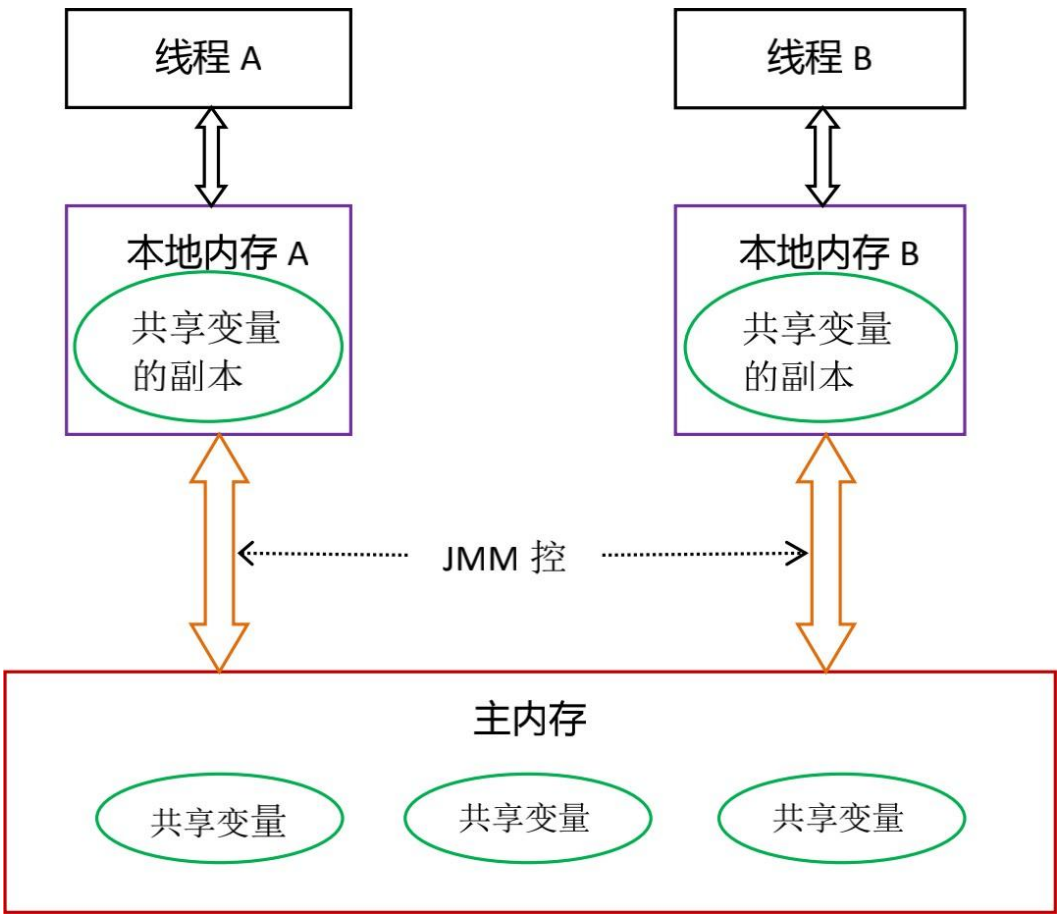 线程 A
线程 B
本地内存 A
共享变量
的副本
本地内存 B
共享变量
的副本
JMM 控
主内存
共享变量
共享变量
共享变量